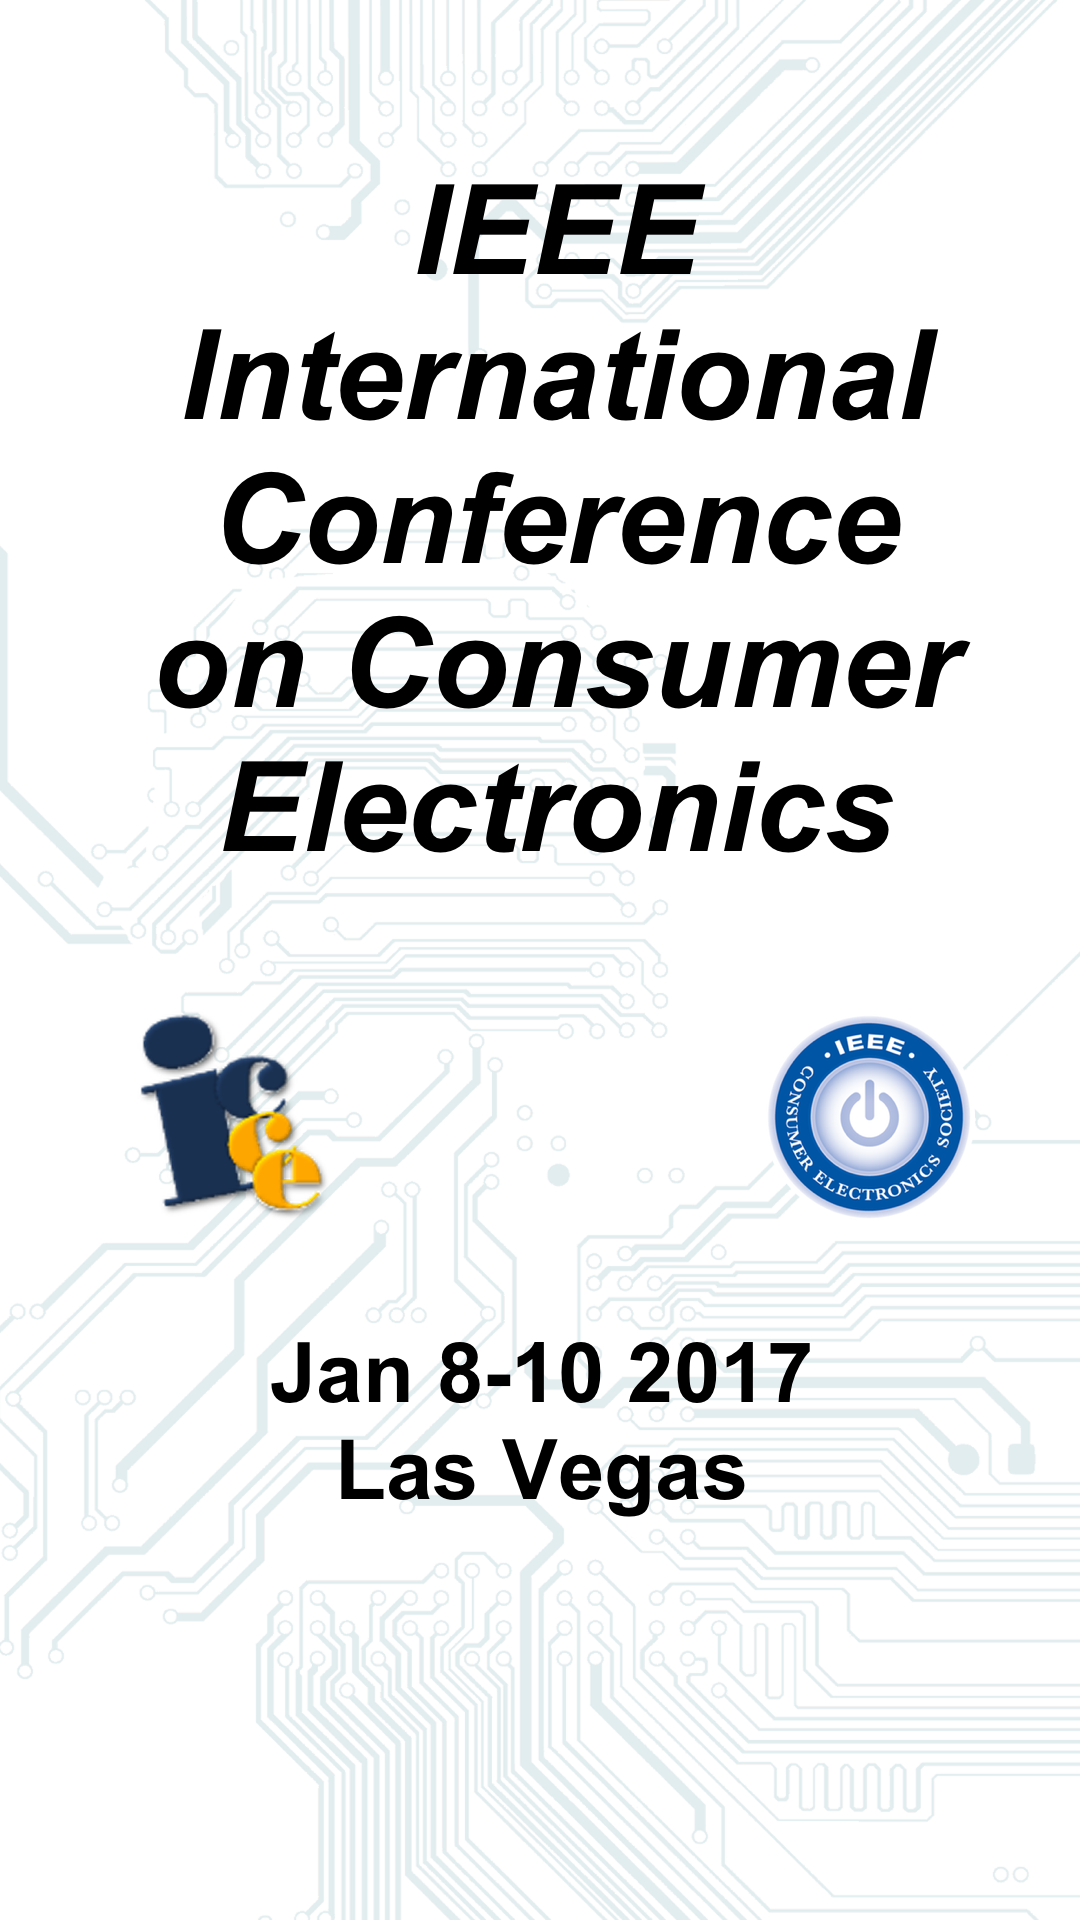 IEEE
International
Conference
on Consumer
Electronics
icce
· IEEE ·
CONSUMER ELECTRONICS SOCIETY
Jan 8-10 2017
Las Vegas